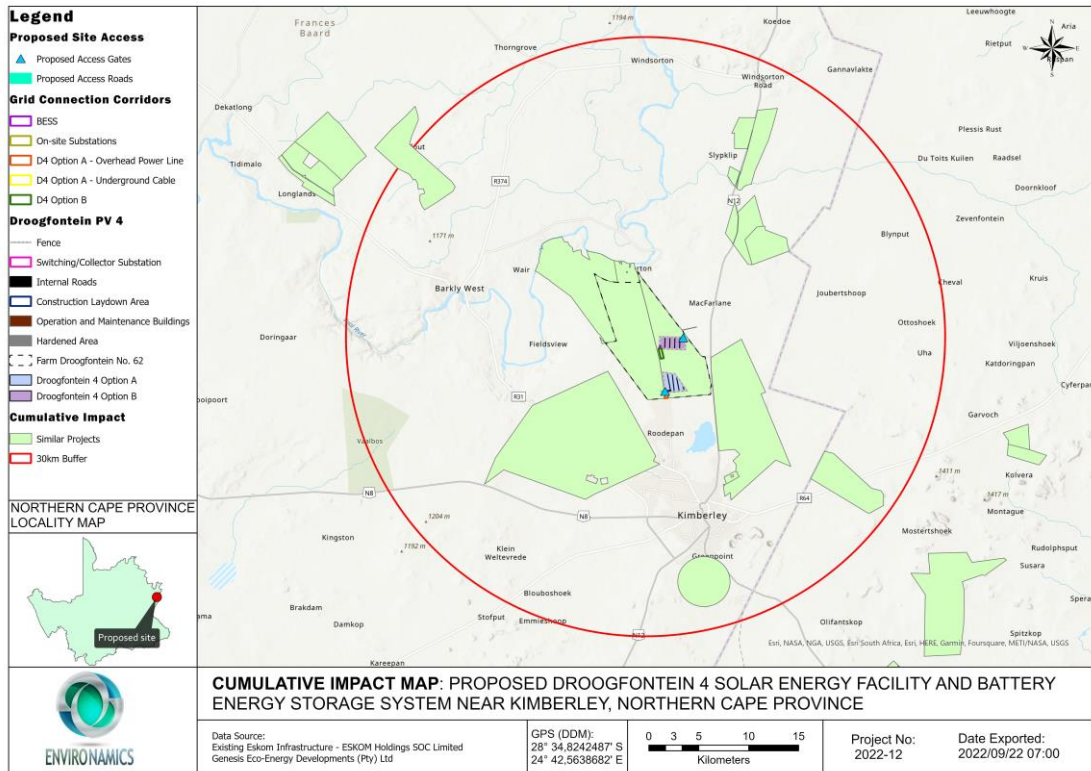 Legend
Proposed Site Access
Proposed Access Gates
Proposed Access Roads
Grid Connection Corridors
BESS
On-site Substations
D4 Option A - Overhead Power Line
D4 Option A - Underground Cable
D4 Option B
Droogfontein PV 4
Fence
Switching/Collector Substation
Internal Roads
Construction Laydown Area
Operation and Maintenance Buildings
Hardened Area
Farm Droogfontein No. 62
Droogfontein 4 Option A
Droogfontein 4 Option B
Cumulative Impact
Similar Projects
30km Buffer
NORTHERN CAPE PROVINCE
LOCALITY MAP
Proposed site
ENVIRONAMICS
Frances
Baard
1194 m
Koedoe
Leeuwhoogte
Aria
Rietput
N
W
E
S
Thorngrove
Windsorton
Gannavlakte
Windsorton
Road
Dekatlong
Plessis Rust
Tidimalo
Slypklip
Du Toits Kuilen
Raadsel
R374
Longlands
Doornkloof
N12
Zevenfontein
1171 m
Blynput
Wair
Barkly West
MacFarlane
Joubertshoop
Cheval
Kruis
Doringaar
Fieldsview
Ottoshoek
Viljoenshoek
Uha
Katdoringpan
Cyferpan
R31
Garvoch
Roodepan
Vaalbos
1411 m
Kolvera
N8
R64
1417 m
Montague
1204 m
N8
Kimberley
Mostertshoek
Kingston
Rudolphsput
1192 m
Klein
Weltevrede
Greenpoint
Susara
Blouboshoek
Brakdam
Stofput
Emmieshoop
Damkop
N12
Olifantskop
Spitzkop
Kareepan
Esri, NASA, NGA, USGS, Esri South Africa, Esri, HERE, Garmin, Foursquare, METI/NASA, USGS
CUMULATIVE IMPACT MAP: PROPOSED DROOGFONTEIN 4 SOLAR ENERGY FACILITY AND BATTERY
ENERGY STORAGE SYSTEM NEAR KIMBERLEY, NORTHERN CAPE PROVINCE
Data Source:
Existing Eskom Infrastructure - ESKOM Holdings SOC Limited
Genesis Eco-Energy Developments (Pty) Ltd
GPS (DDM):
28° 34,8242487' S
24° 42,5638682' E
0 3 5 10 15
Kilometers
Project No:
2022-12
Date Exported:
2022/09/22 07:00